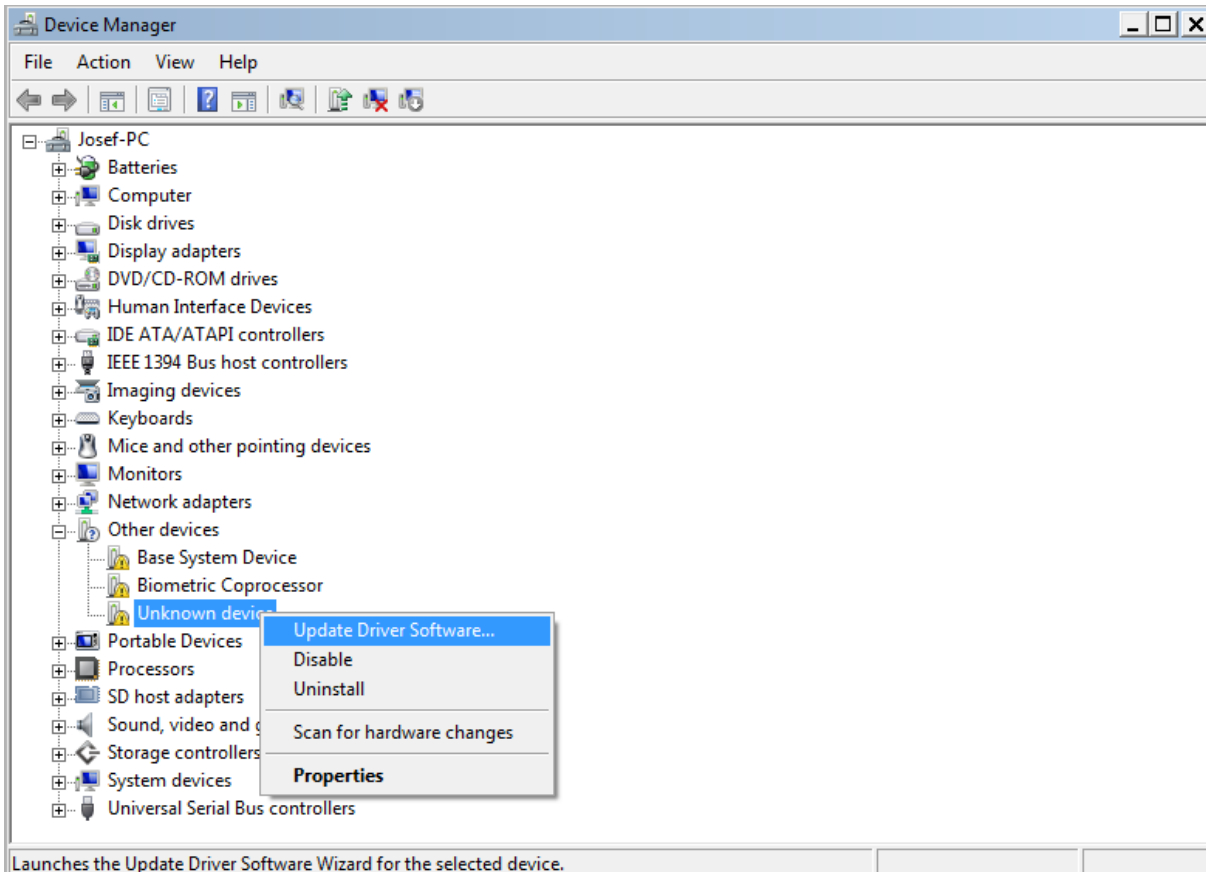 Device Manager
File Action View Help
Josef-PC
Batteries
Computer
Disk drives
Display adapters
DVD/CD-ROM drives
Human Interface Devices
IDE ATA/ATAPI controllers
IEEE 1394 Bus host controllers
Imaging devices
Keyboards
Mice and other pointing devices
Monitors
Network adapters
Other devices
Base System Device
Biometric Coprocessor
Unknown device
Update Driver Software...
Disable
Uninstall
Scan for hardware changes
Properties
Portable Devices
Processors
SD host adapters
Sound, video and
Storage controllers
System devices
Universal Serial Bus controllers
Launches the Update Driver Software Wizard for the selected device.